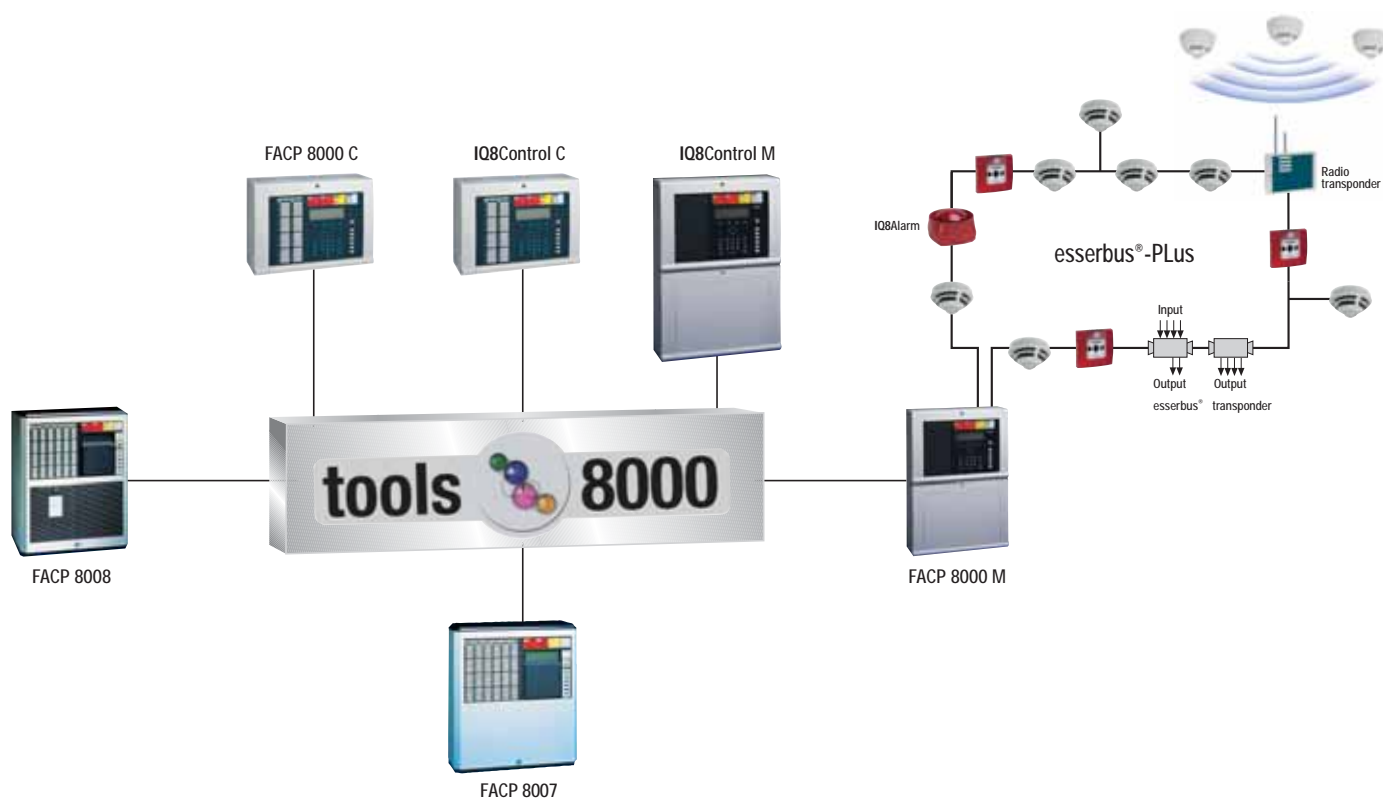 FACP 8000 C
IQ8Control C
IQ8Control M
Radio
transponder
IQ8Alarm
esserbus®-PLus
Input
Output
Output
esserbus® transponder
tools 8000
FACP 8008
FACP 8000 M
FACP 8007